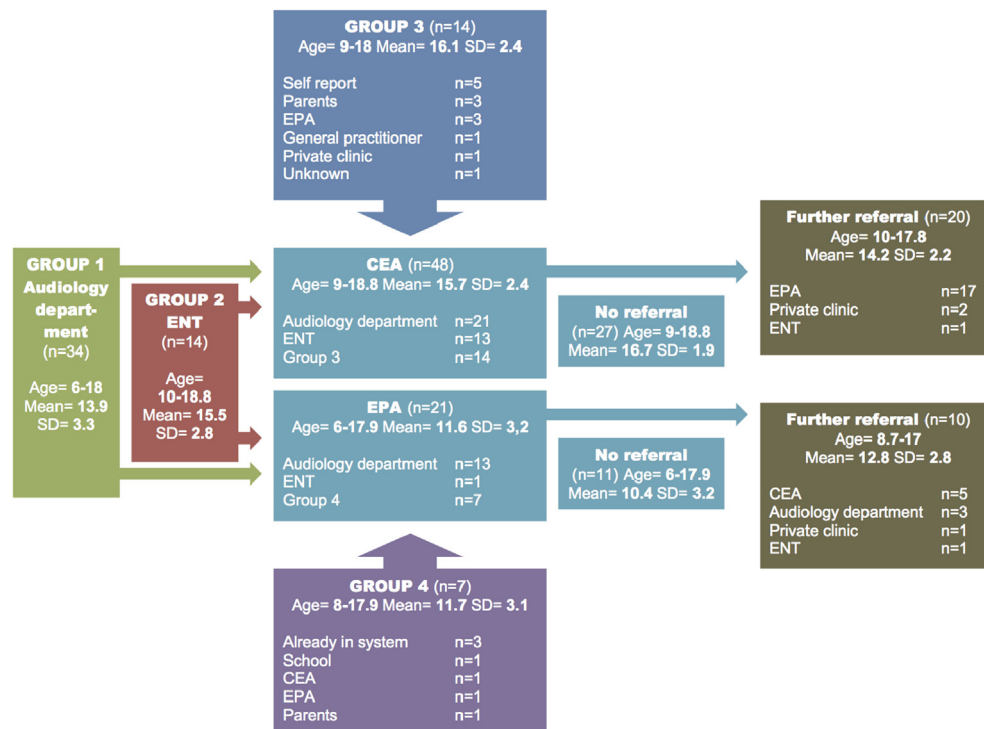 GROUP 3 (n=14)
Age= 9-18 Mean= 16.1 SD= 2.4
Self report n=5
Parents n=3
EPA n=3
General practitioner n=1
Private clinic n=1
Unknown n=1
GROUP 1
Audiology
depart-
ment
(n=34)
Age= 6-18
Mean= 13.9
SD= 3.3
GROUP 2
ENT
(n=14)
Age=
10-18.8
Mean= 15.5
SD= 2.8
CEA (n=48)
Age= 9-18.8 Mean= 15.7 SD= 2.4
Audiology department n=21
ENT n=13
Group 3 n=14
No referral
(n=27) Age= 9-18.8
Mean= 16.7 SD= 1.9
Further referral (n=20)
Age= 10-17.8
Mean= 14.2 SD= 2.2
EPA n=17
Private clinic n=2
ENT n=1
EPA (n=21)
Age= 6-17.9 Mean= 11.6 SD= 3,2
Audiology department n=13
ENT n=1
Group 4 n=7
No referral
(n=11) Age= 6-17.9
Mean= 10.4 SD= 3.2
Further referral (n=10)
Age= 8.7-17
Mean= 12.8 SD= 2.8
CEA n=5
Audiology department n=3
Private clinic n=1
ENT n=1
GROUP 4 (n=7)
Age= 8-17.9 Mean= 11.7 SD= 3.1
Already in system n=3
School n=1
CEA n=1
EPA n=1
Parents n=1